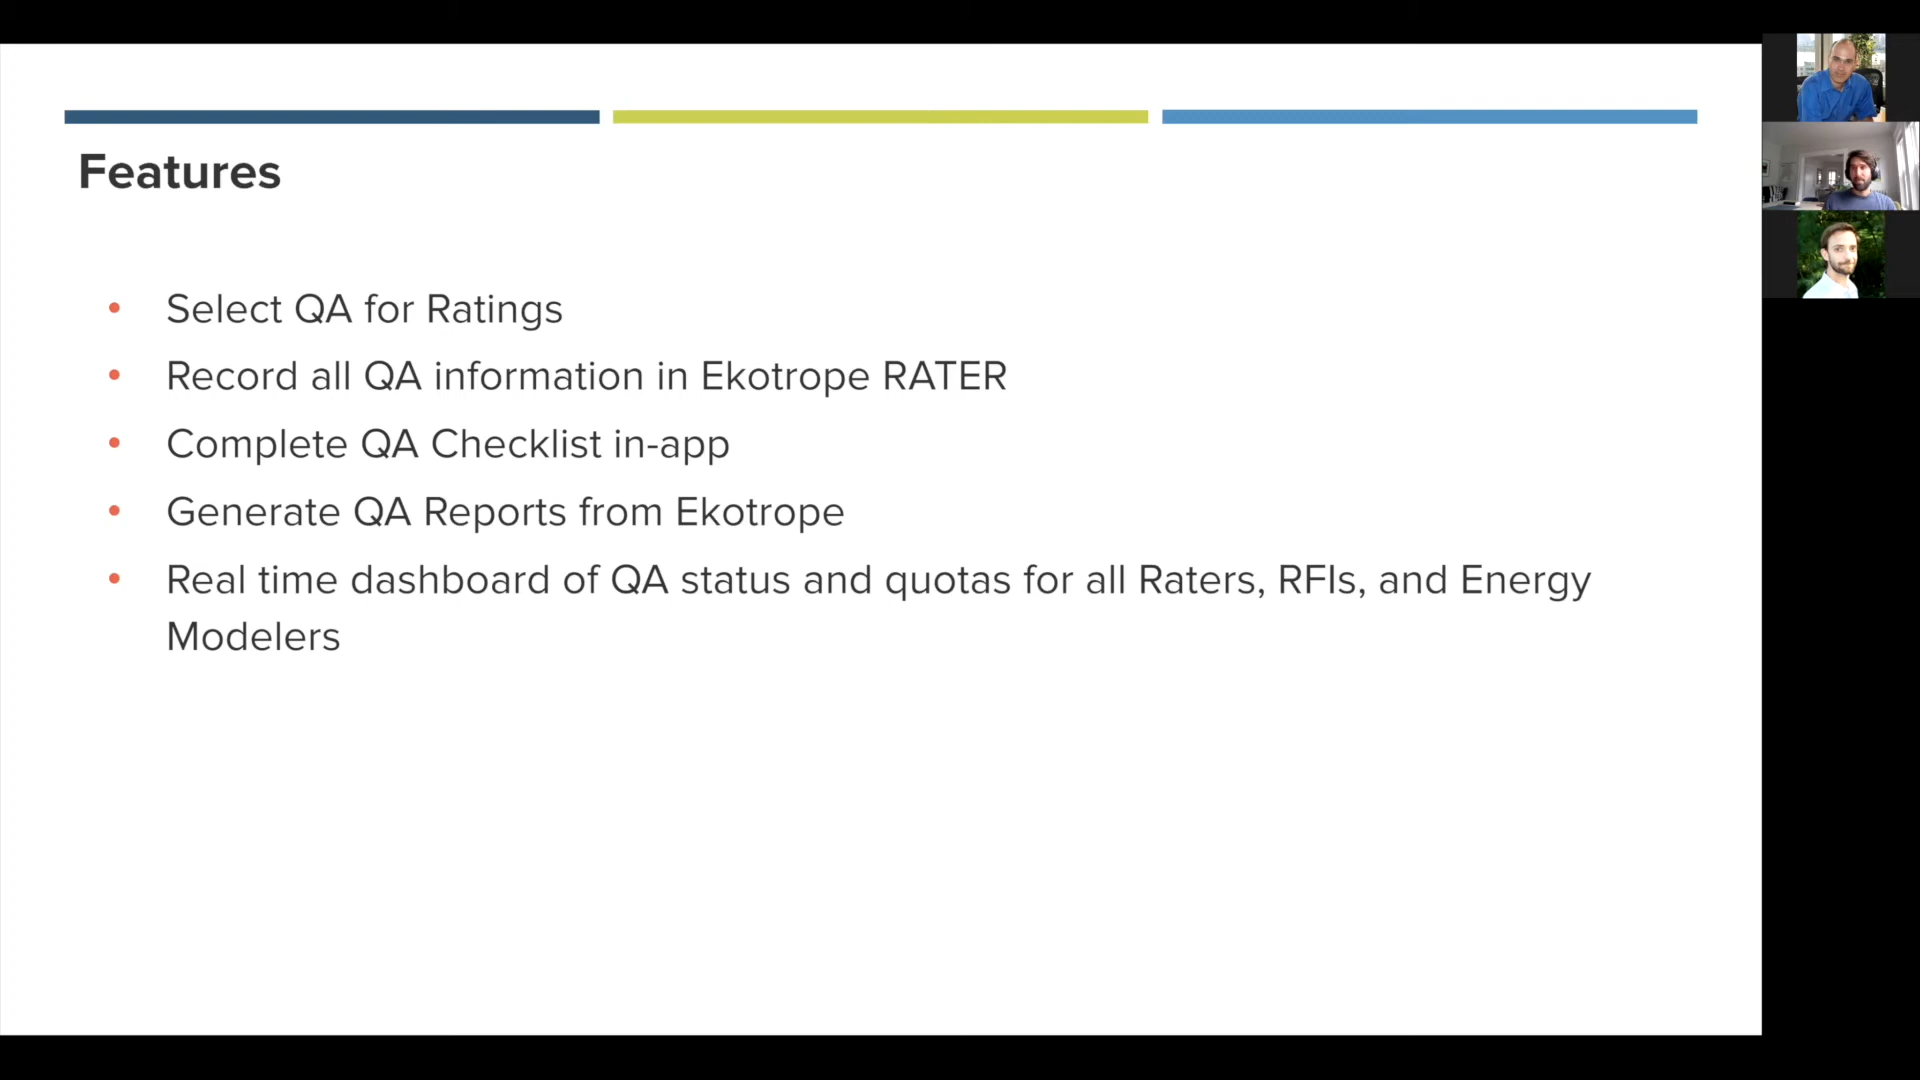 Features
Select QA for Ratings
Record all QA information in Ekotrope RATER
Complete QA Checklist in-app
Generate QA Reports from Ekotrope
Real time dashboard of QA status and quotas for all Raters, RFIs, and Energy
Modelers